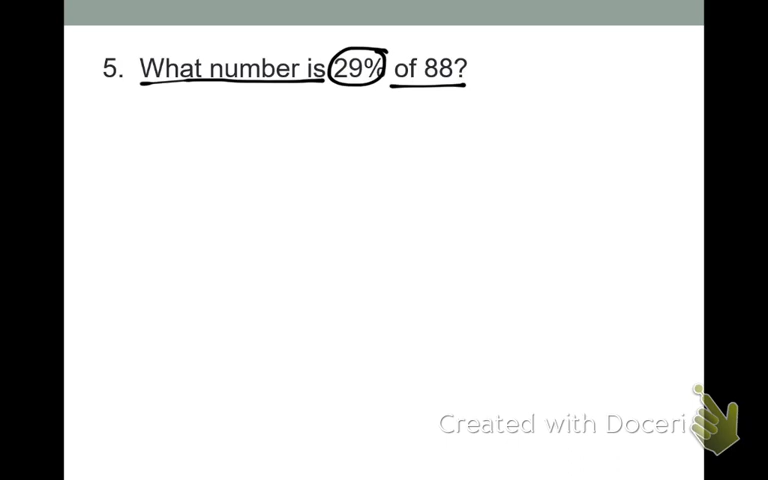 5. What number is 29% of 88?
Created with Doceri